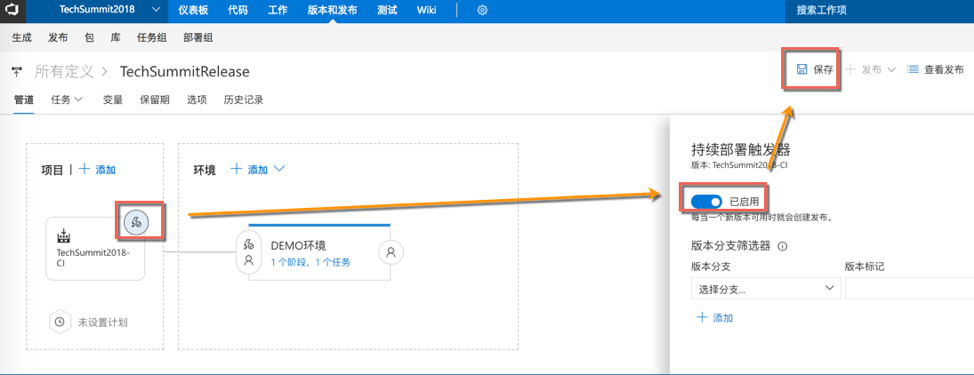 TechSummit2018 仪表板 代码 工作 版本和发布 测试 Wiki 搜索工作项
生成 发布 包 库 任务组 部署组
所有定义 > TechSummitRelease 保存 发布 查看发布
管道 任务 变量 保留期 选项 历史记录
项目 | 添加 环境 添加
持续部署触发器
版本: TechSummit2018-CI
已启用
每当一个新版本可用时就会创建发布。
TechSummit2018-
CI
DEMO环境
1 个阶段，1 个任务
版本分支筛选器
版本分支 版本标记
选择分支...
添加
未设置计划